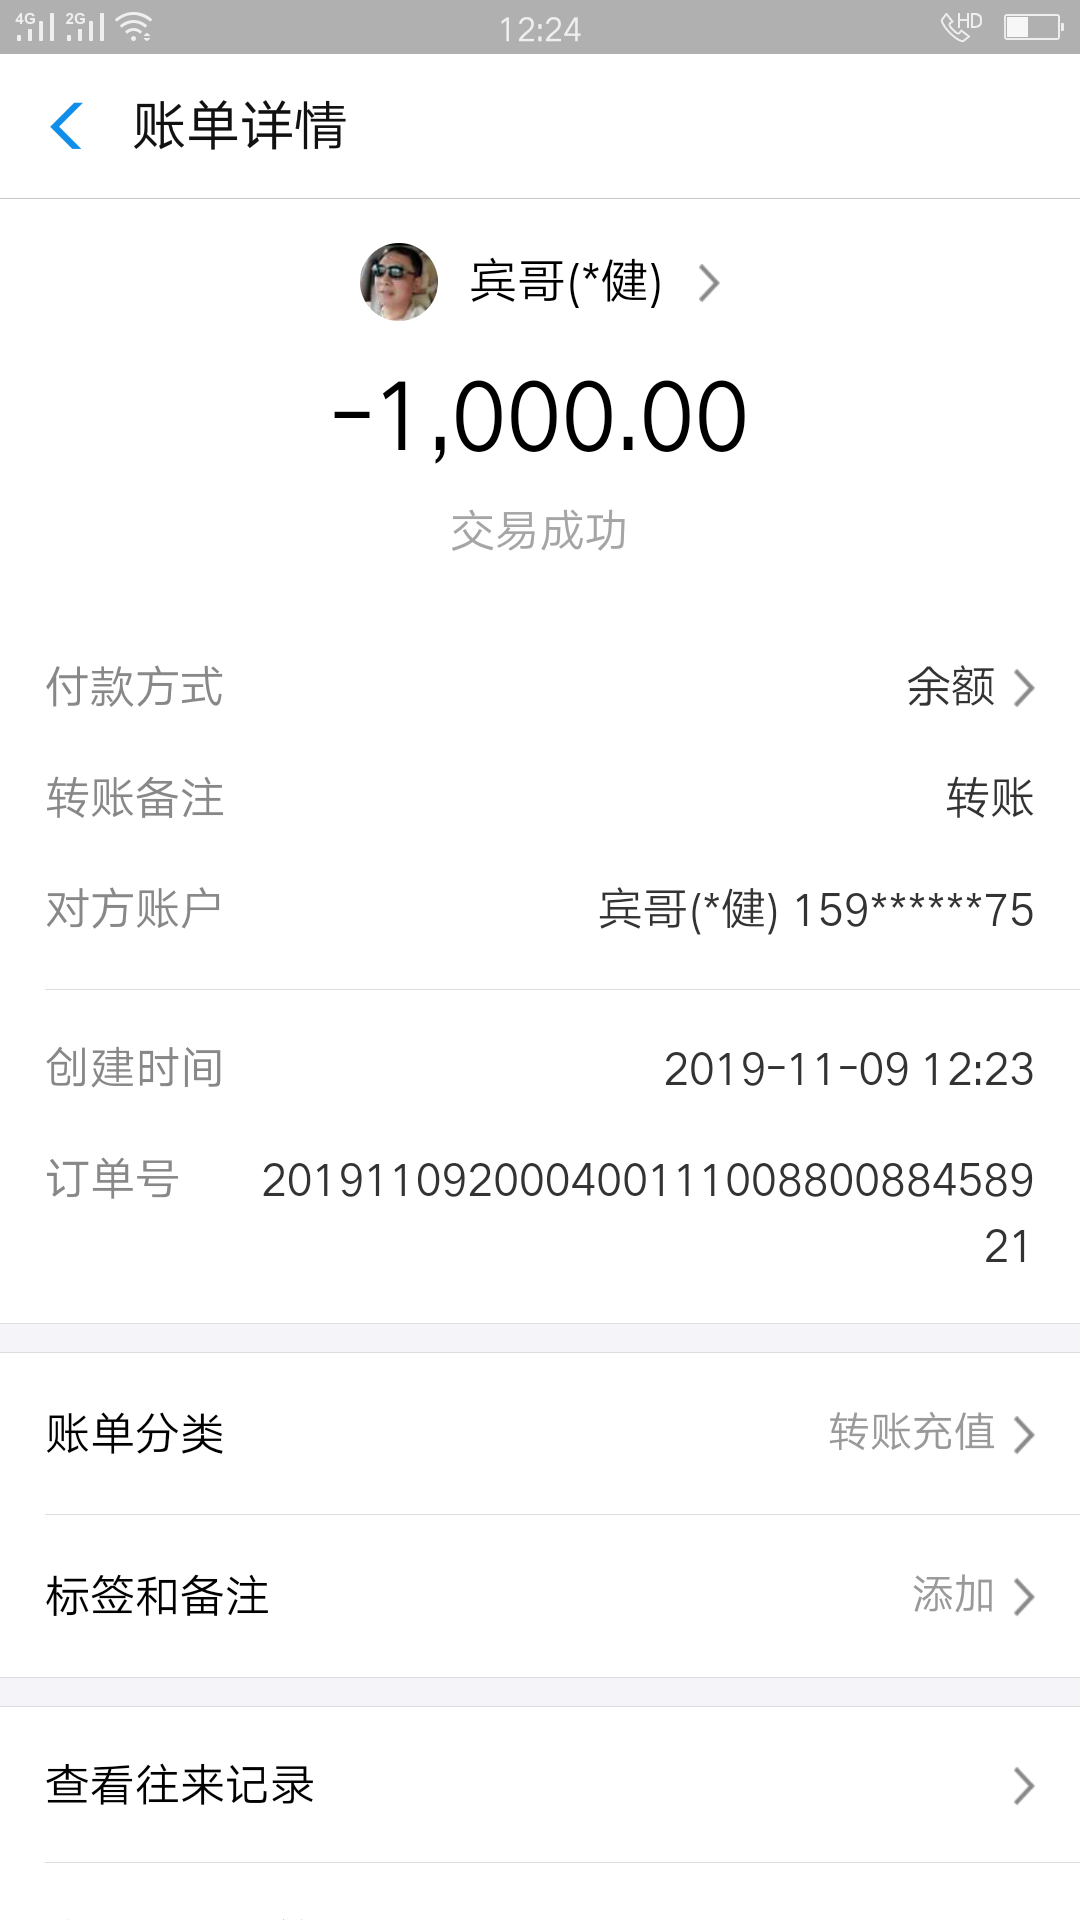 4G 2G 12:24 HD
账单详情
宾哥(*健)
-1,000.00
交易成功
付款方式 余额
转账备注 转账
对方账户 宾哥(*健) 159******75
创建时间 2019-11-09 12:23
订单号 201911092000400111008800884589
21
账单分类 转账充值
标签和备注 添加
查看往来记录